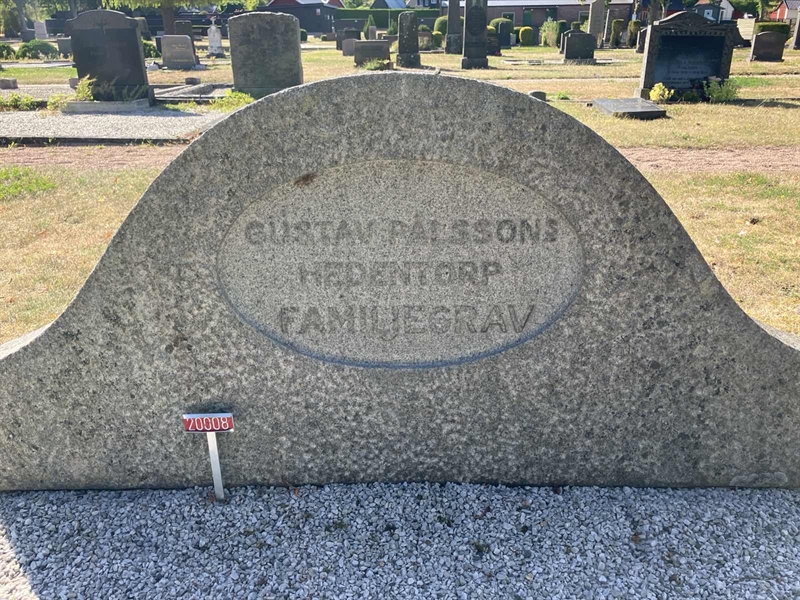 GUSTAV PÅLSSONS
HEDENTORP
FAMILJEGRAV
20008